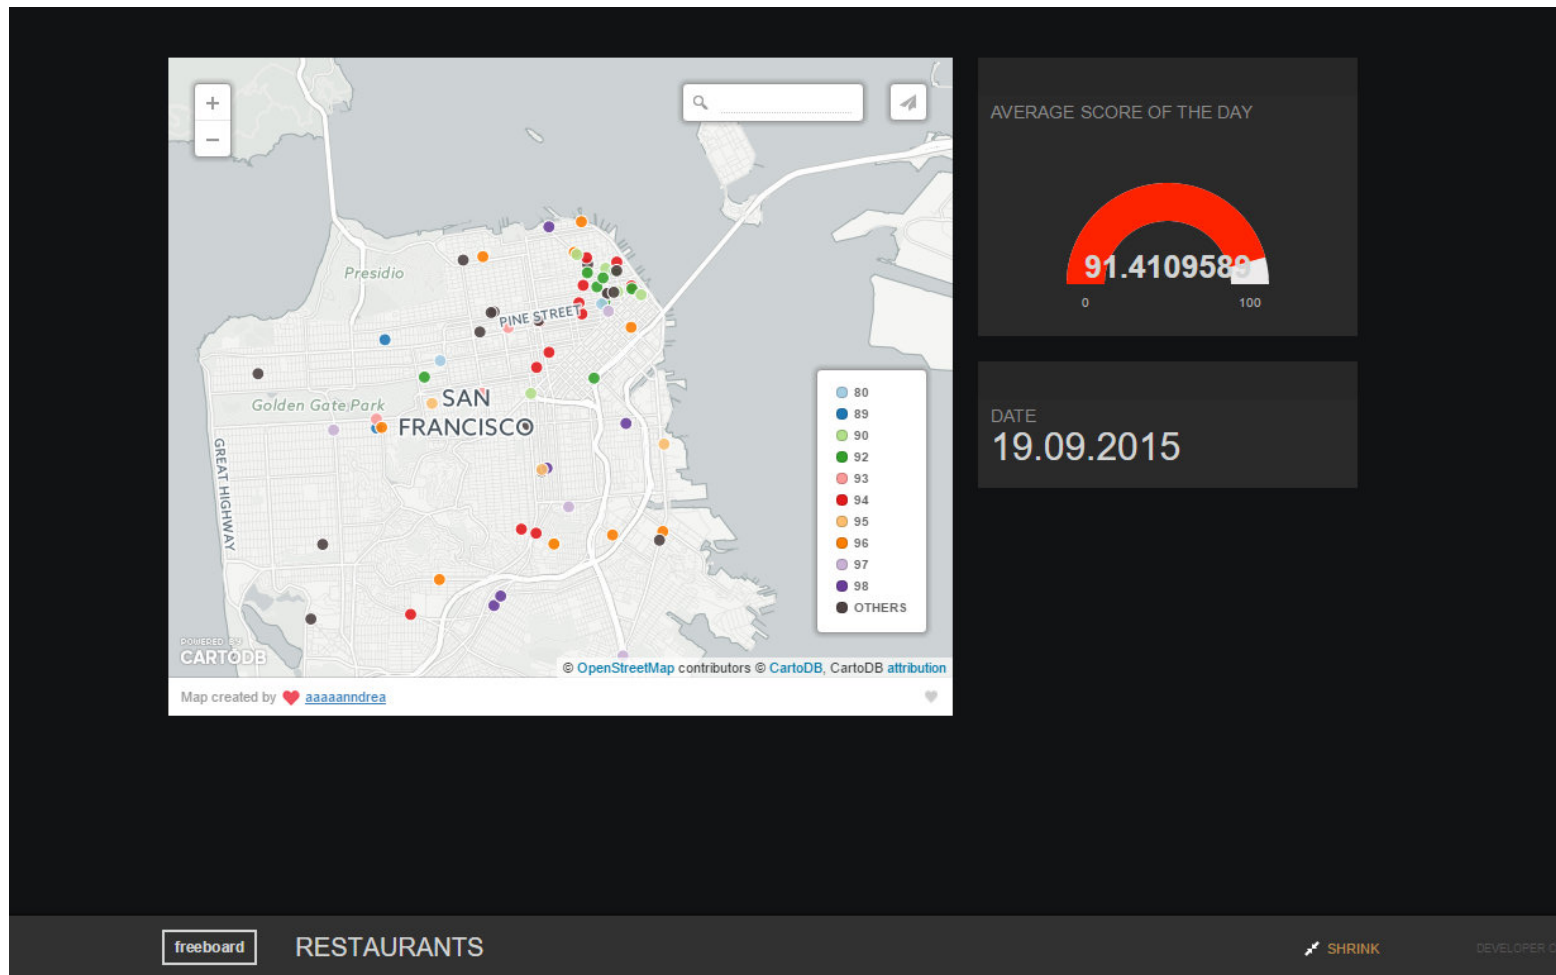 +
−
AVERAGE SCORE OF THE DAY
91.4109589
0
100
Presidio
PINE STREET
Golden Gate Park
SAN
FRANCISCO
GREAT HIGHWAY
80
89
90
92
93
94
95
96
97
98
OTHERS
DATE
19.09.2015
POWERED BY
CARTODB
© OpenStreetMap contributors © CartoDB, CartoDB attribution
Map created by aaaaanndrea
freeboard
RESTAURANTS
SHRINK
DEVELOPER C